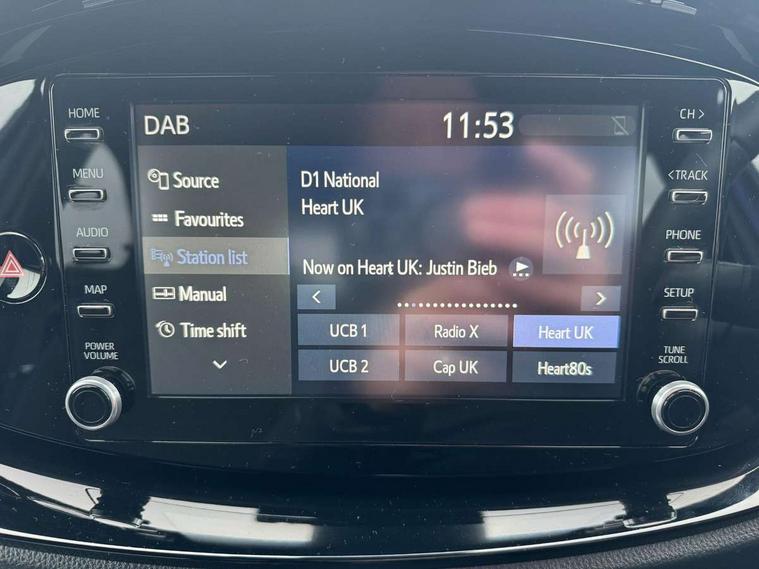 HOME
MENU
AUDIO
MAP
POWER
VOLUME
DAB
11:53
Source
Favourites
Station list
Manual
Time shift
D1 National
Heart UK
Now on Heart UK: Justin Bieb
UCB 1
Radio X
Heart UK
UCB 2
Cap UK
Heart80s
CH >
< TRACK
PHONE
SETUP
TUNE
SCROLL